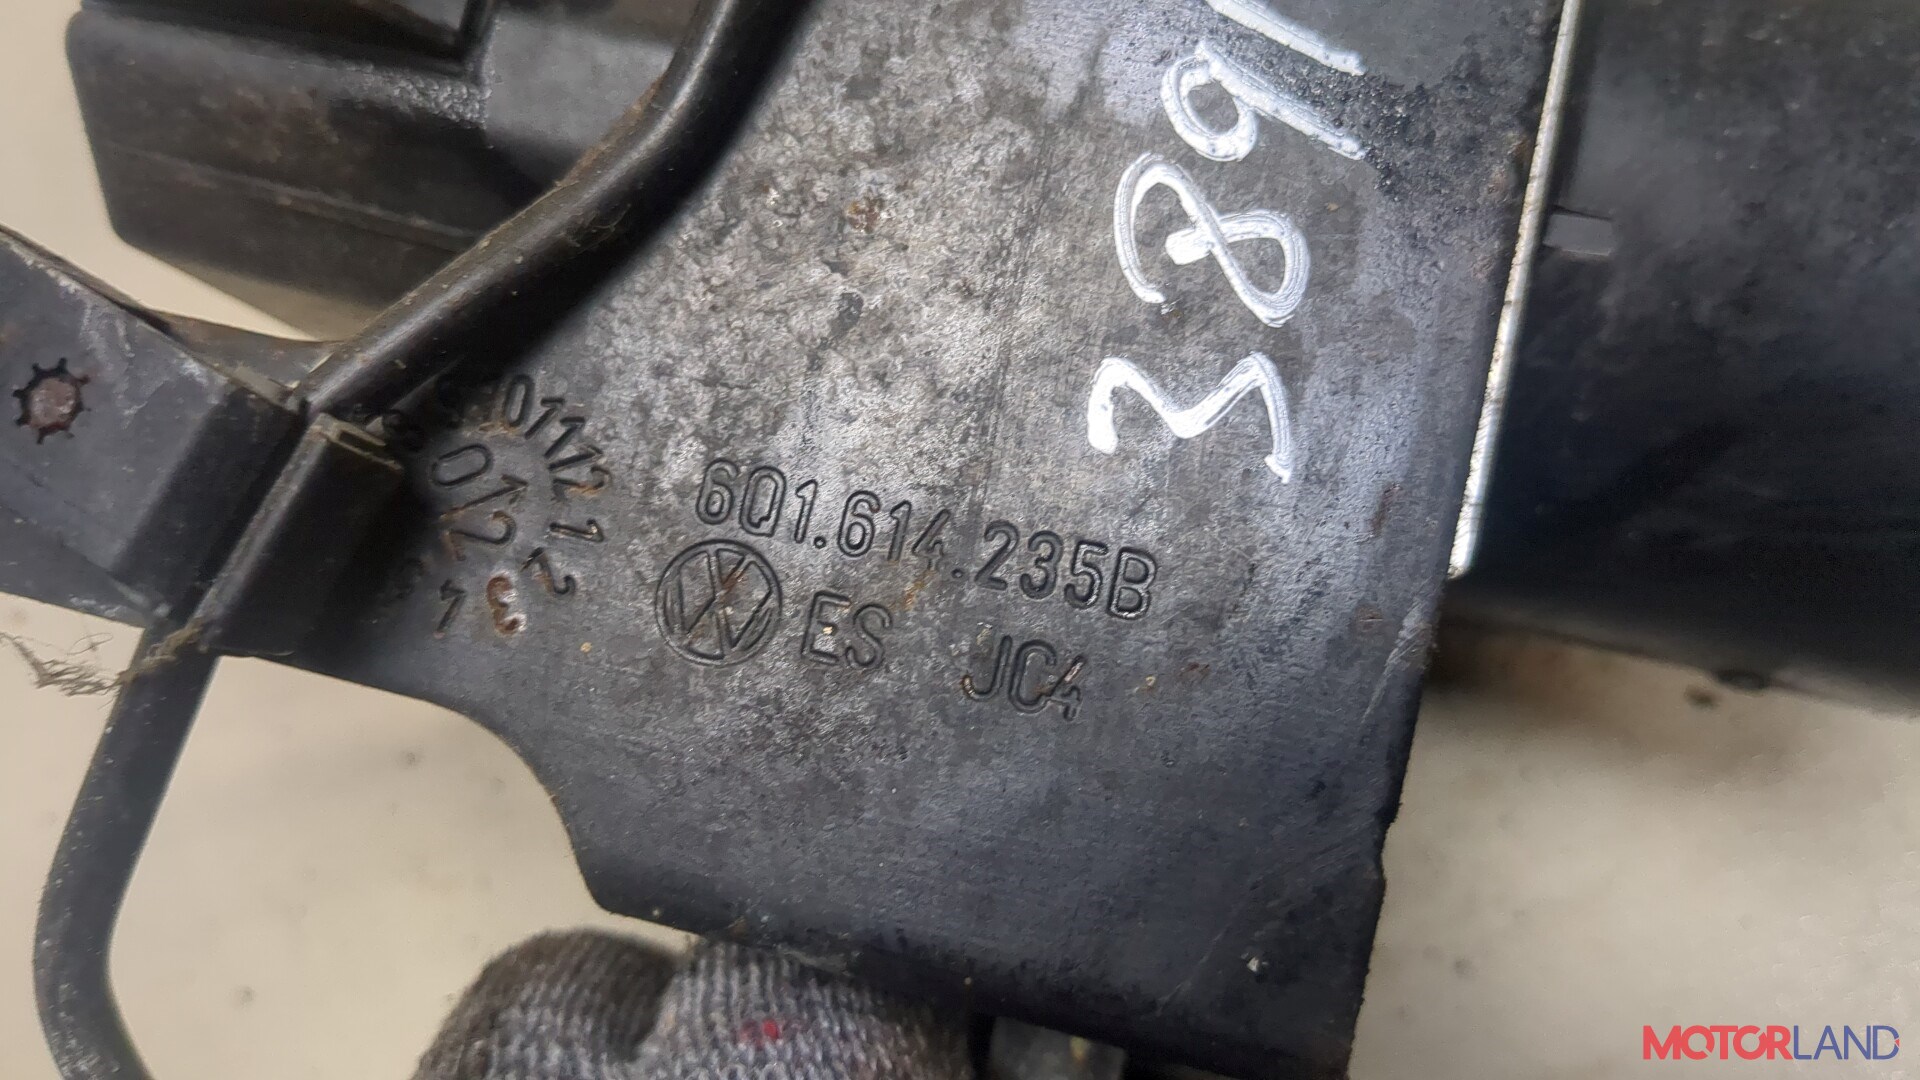 389
6Q1.614.235B
ES JC4
MOTORLAND